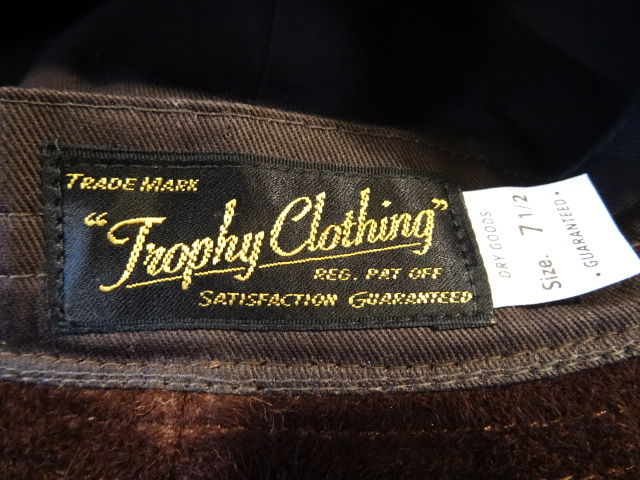 TRADE MARK
"Trophy Clothing"
REG. PAT OFF
SATISFACTION GUARANTEED
DRY GOODS
Size. 7 1/2
• GUARANTEED •